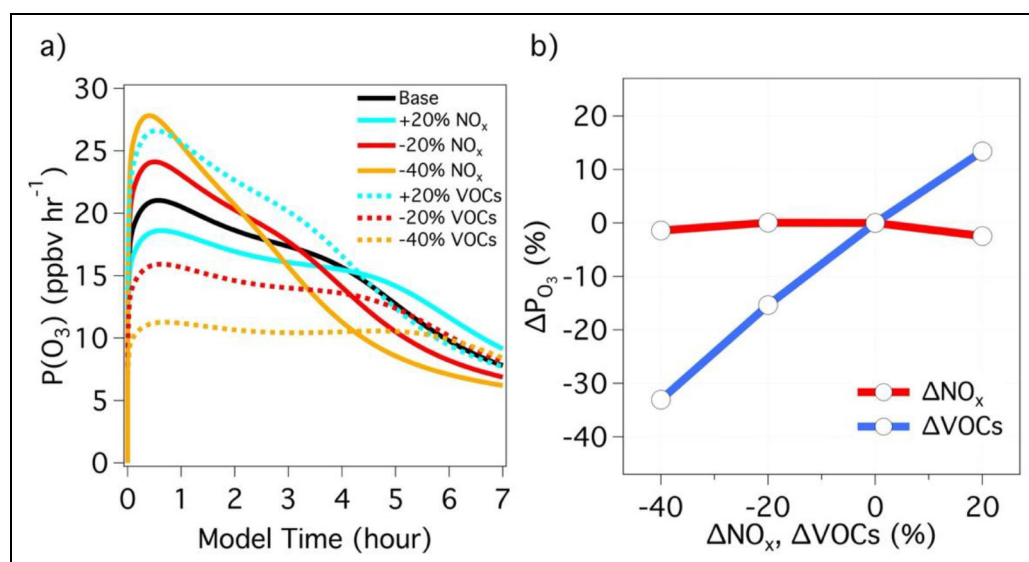 a)
P(O3) (ppbv hr-1)
30
25
20
15
10
5
0
Base
+20% NOx
-20% NOx
-40% NOx
+20% VOCs
-20% VOCs
-40% VOCs
0 1 2 3 4 5 6 7
Model Time (hour)
b)
ΔPO3 (%)
20
10
0
-10
-20
-30
-40
ΔNOx
ΔVOCs
-40 -20 0 20
ΔNOx, ΔVOCs (%)